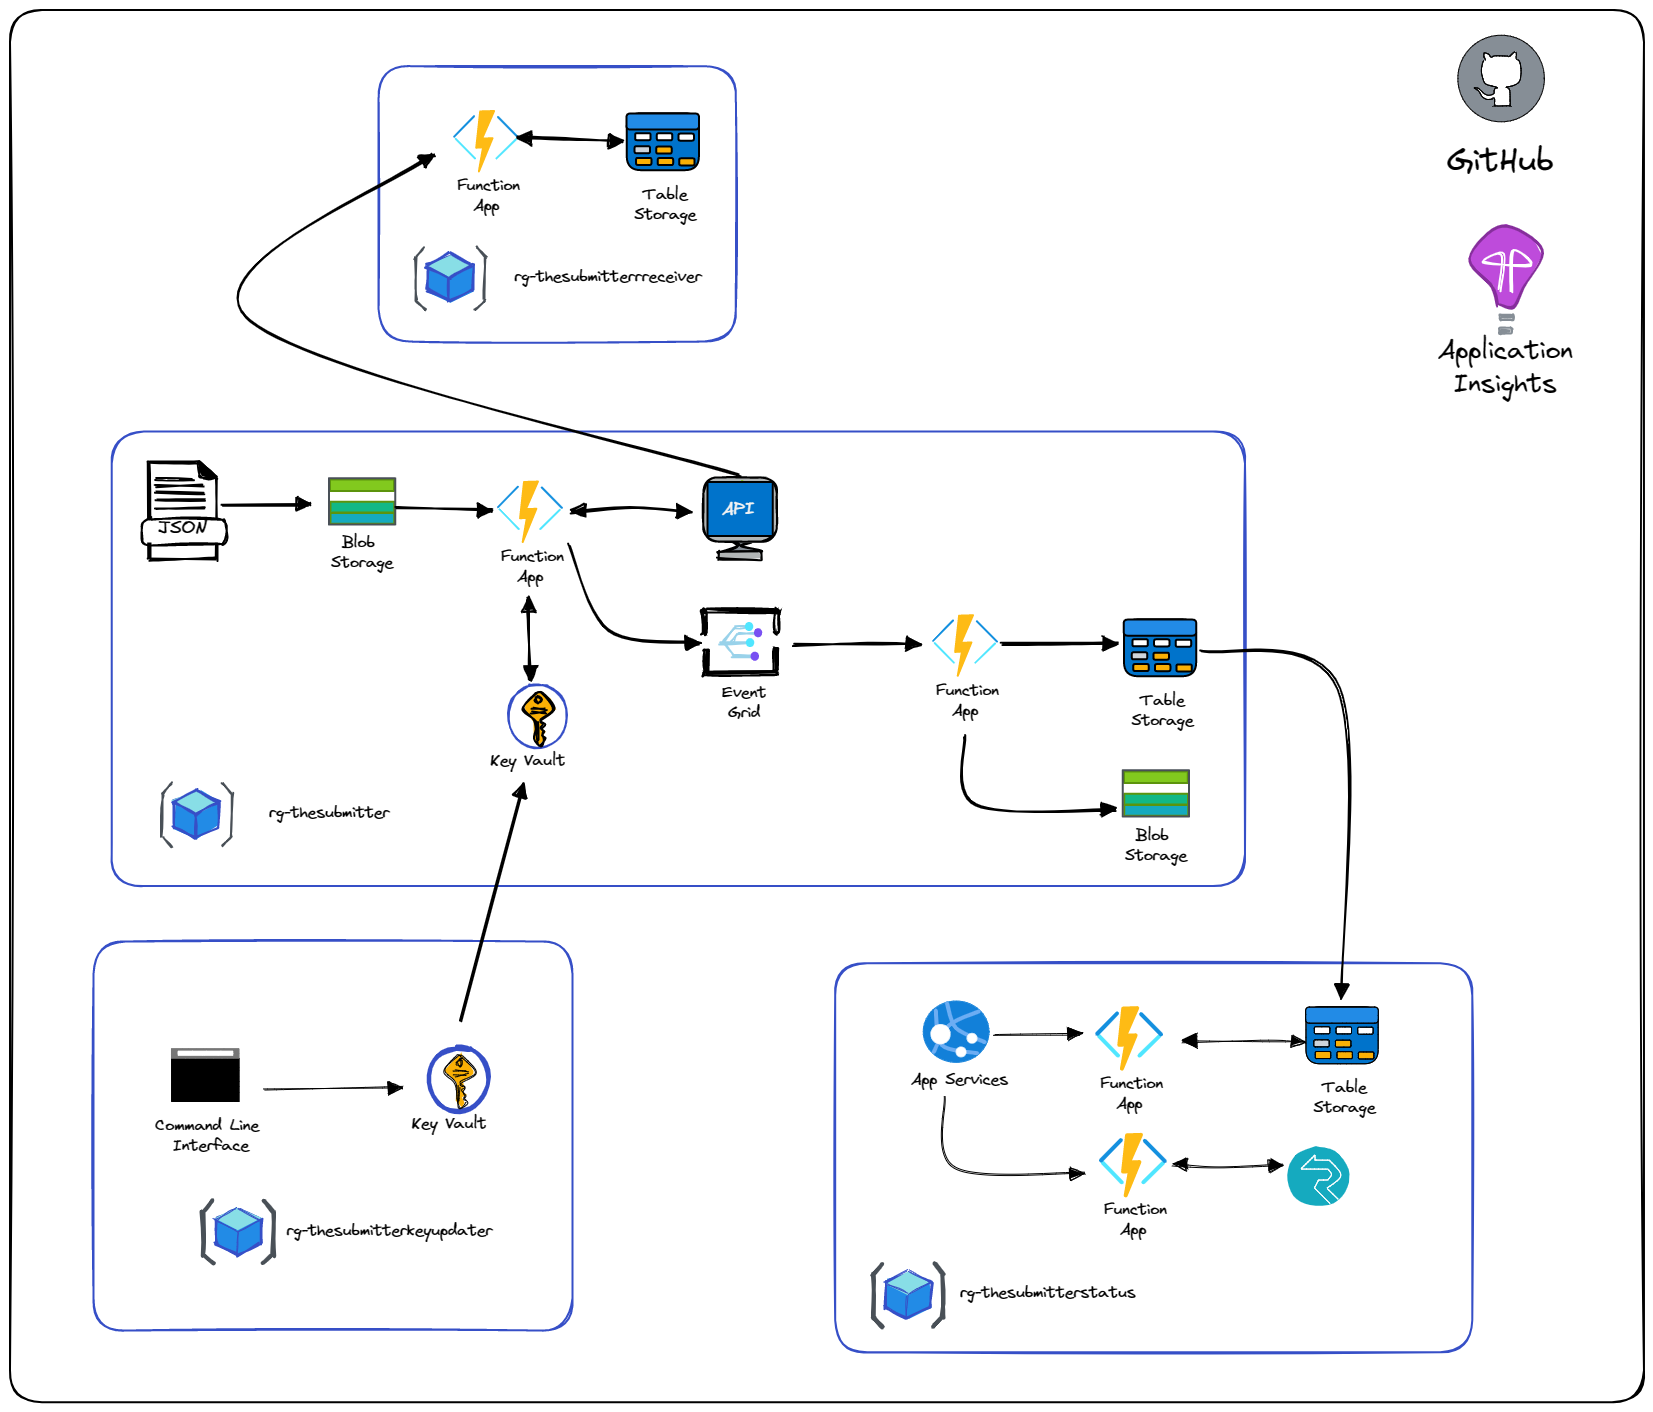 GitHub
Application
Insights
Function
App
Table
Storage
rg-thesubmitterrreceiver
JSON
Blob
Storage
Function
App
API
Event
Grid
Key Vault
Function
App
Table
Storage
Blob
Storage
rg-thesubmitter
Command Line
Interface
Key Vault
rg-thesubmitterkeyupdater
App Services
Function
App
Table
Storage
Function
App
rg-thesubmitterstatus